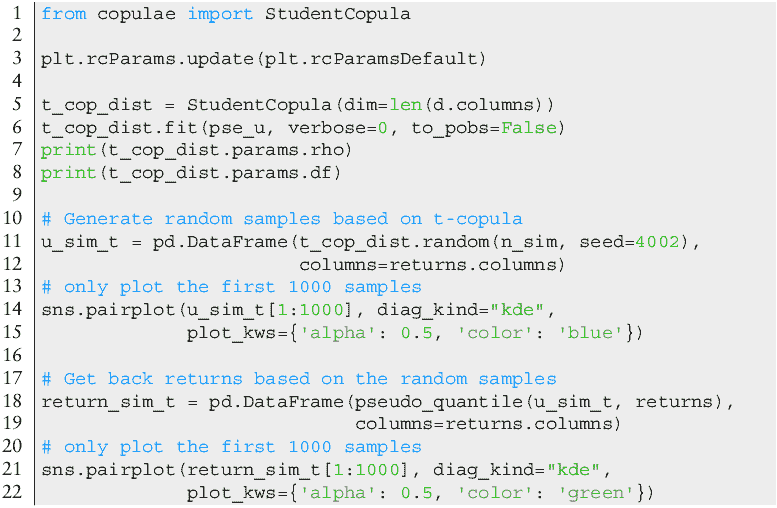 1 from copulae import StudentCopula
2
3 plt.rcParams.update(plt.rcParamsDefault)
4
5 t_cop_dist = StudentCopula(dim=len(d.columns))
6 t_cop_dist.fit(pse_u, verbose=0, to_pobs=False)
7 print(t_cop_dist.params.rho)
8 print(t_cop_dist.params.df)
9
10 # Generate random samples based on t-copula
11 u_sim_t = pd.DataFrame(t_cop_dist.random(n_sim, seed=4002),
12                        columns=returns.columns)
13 # only plot the first 1000 samples
14 sns.pairplot(u_sim_t[1:1000], diag_kind="kde",
15              plot_kws={'alpha': 0.5, 'color': 'blue'})
16
17 # Get back returns based on the random samples
18 return_sim_t = pd.DataFrame(pseudo_quantile(u_sim_t, returns),
19                             columns=returns.columns)
20 # only plot the first 1000 samples
21 sns.pairplot(return_sim_t[1:1000], diag_kind="kde",
22              plot_kws={'alpha': 0.5, 'color': 'green'})